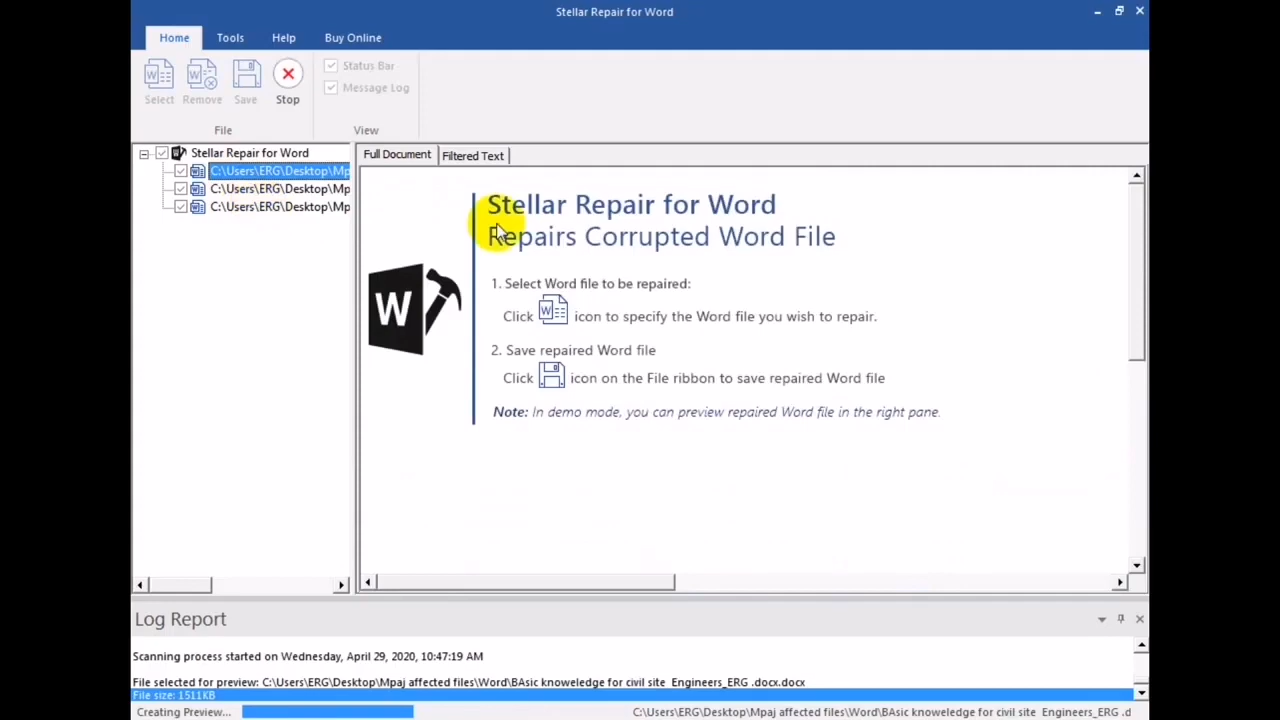 Stellar Repair for Word
Home Tools Help Buy Online
Select Remove Save Stop
Status Bar
Message Log
File View
Stellar Repair for Word
C:\Users\ERG\Desktop\Mp
C:\Users\ERG\Desktop\Mp
C:\Users\ERG\Desktop\Mp
Full Document Filtered Text
Stellar Repair for Word
Repairs Corrupted Word File
W
1. Select Word file to be repaired:
Click icon to specify the Word file you wish to repair.
2. Save repaired Word file
Click icon on the File ribbon to save repaired Word file
Note: In demo mode, you can preview repaired Word file in the right pane.
Log Report
Scanning process started on Wednesday, April 29, 2020, 10:47:19 AM
File selected for preview: C:\Users\ERG\Desktop\Mpaj affected files\Word\BAsic knoweledge for civil site Engineers_ERG .docx.docx
File size: 1511KB
Creating Preview... C:\Users\ERG\Desktop\Mpaj affected files\Word\BAsic knoweledge for civil site Engineers_ERG .d